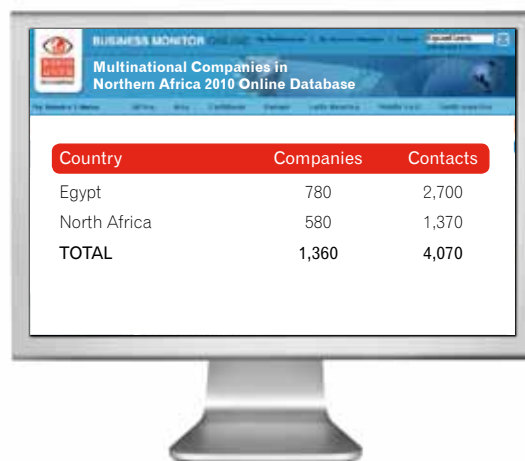 BUSINESS MONITOR ONLINE
Multinational Companies in
Northern Africa 2010 Online Database
Country Companies Contacts
Egypt 780 2,700
North Africa 580 1,370
TOTAL 1,360 4,070